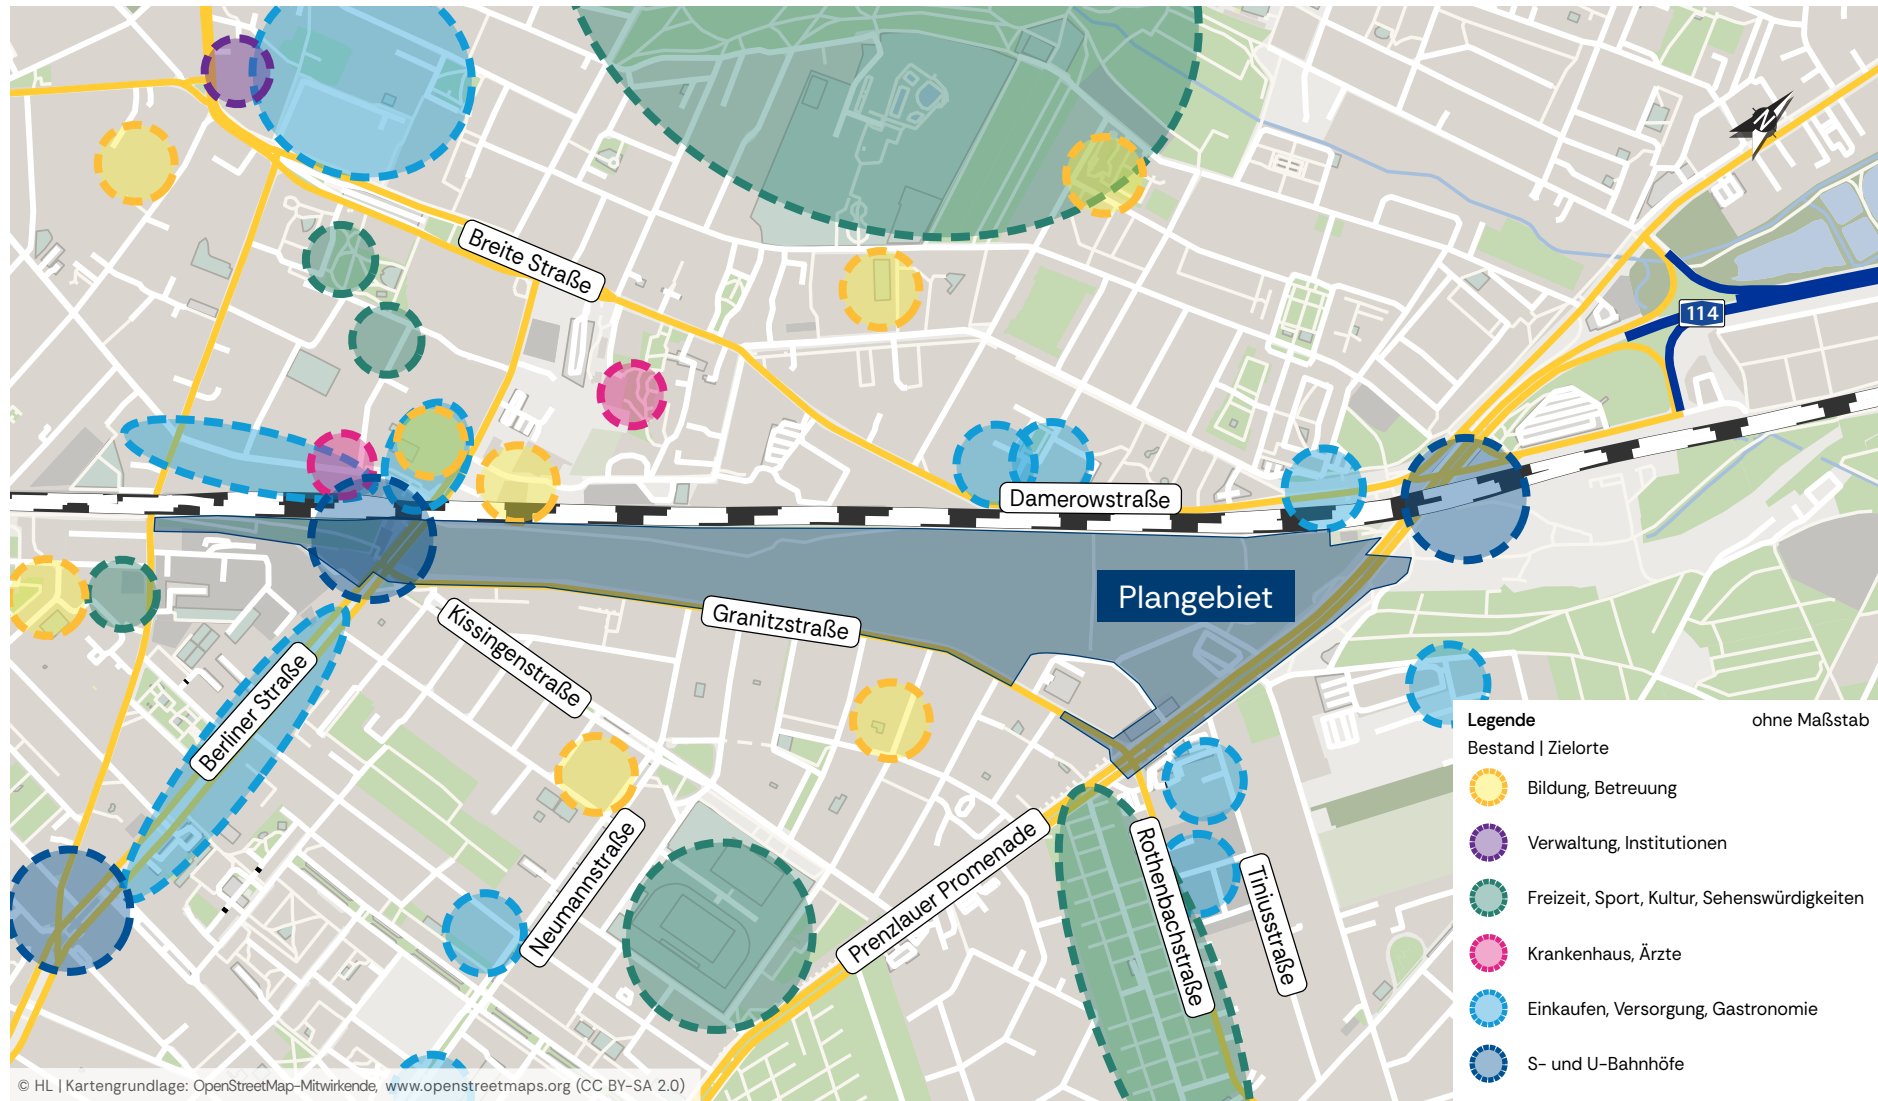 N
Breite Straße
114
Damerowstraße
Plangebiet
Kissingenstraße
Granitzstraße
Berliner Straße
Neumannstraße
Prenzlauer Promenade
Rothenbachstraße
Tiniusstraße
Legende
ohne Maßstab
Bestand | Zielorte
Bildung, Betreuung
Verwaltung, Institutionen
Freizeit, Sport, Kultur, Sehenswürdigkeiten
Krankenhaus, Ärzte
Einkaufen, Versorgung, Gastronomie
S- und U-Bahnhöfe
© HL | Kartengrundlage: OpenStreetMap-Mitwirkende, www.openstreetmaps.org (CC BY-SA 2.0)